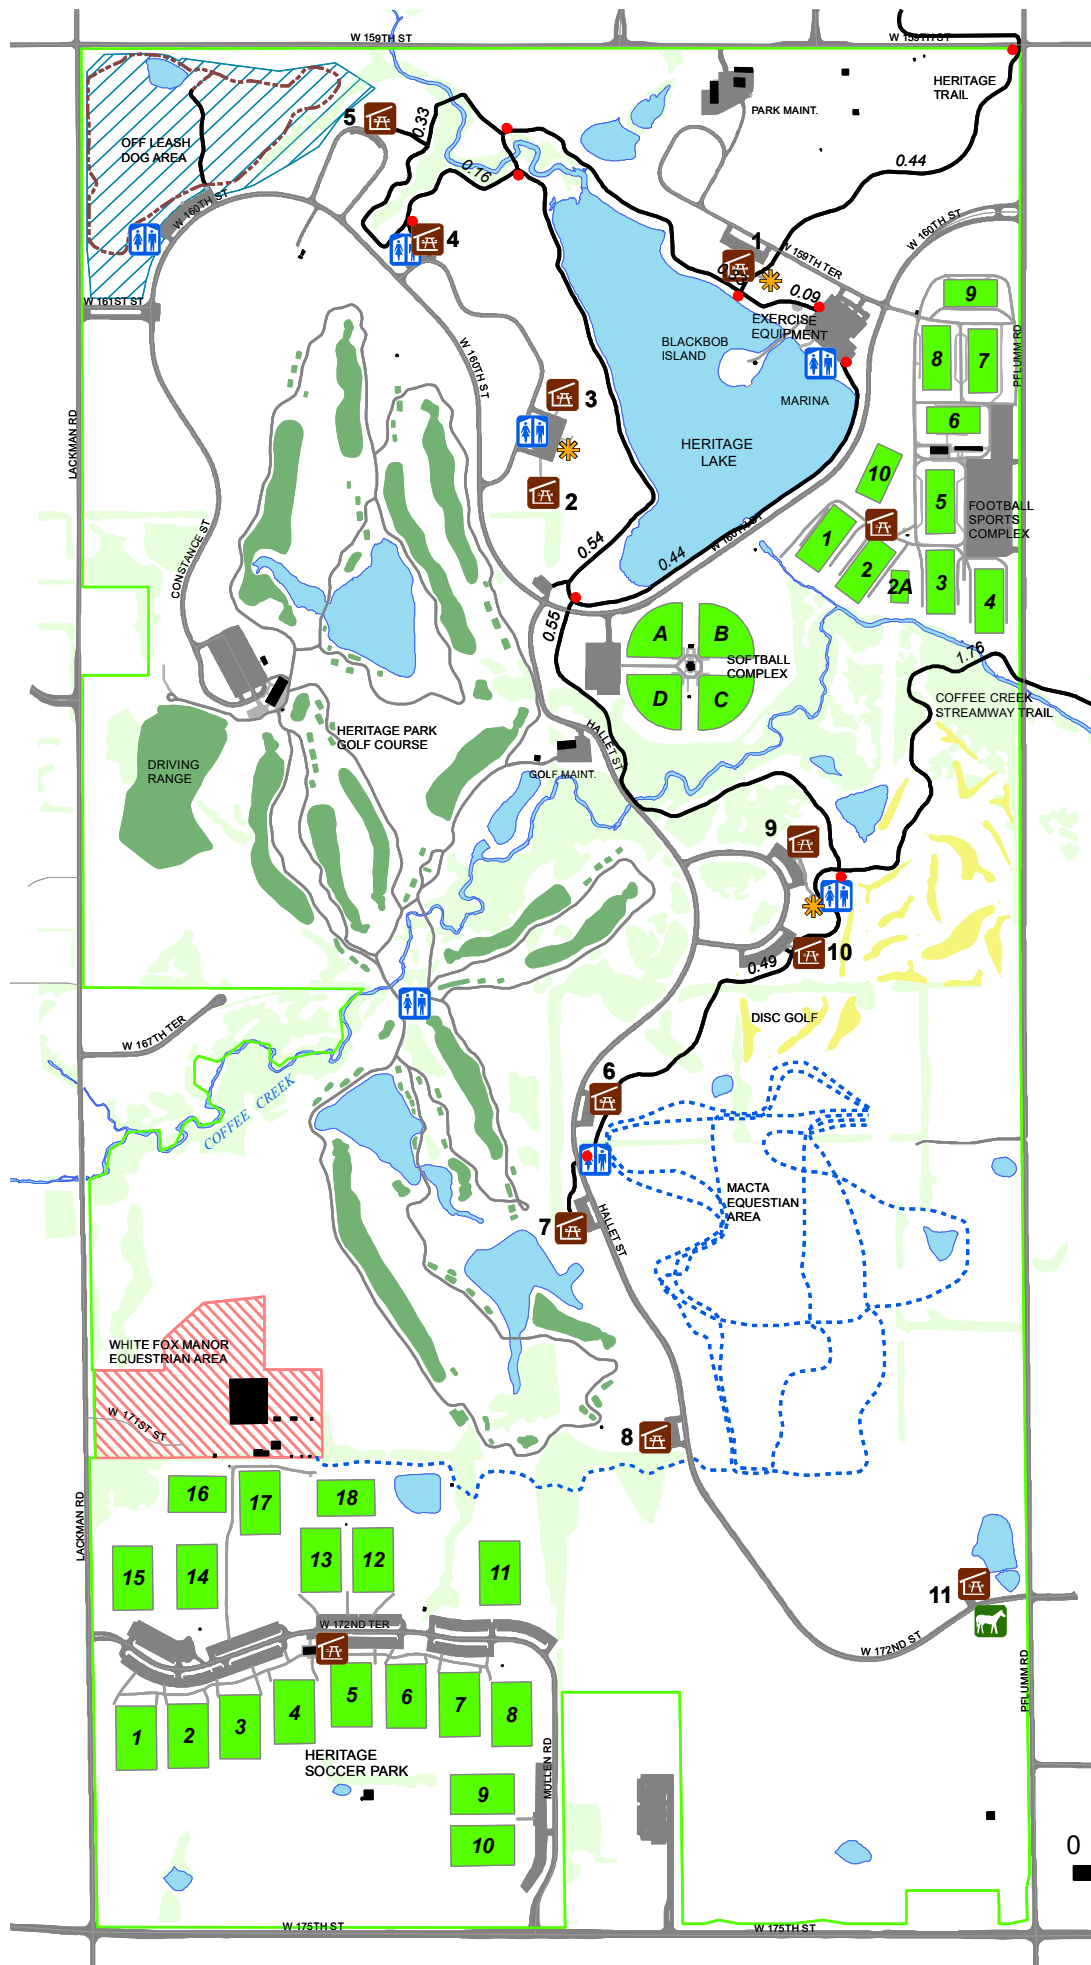 W 159TH ST
W 159TH ST
HERITAGE
TRAIL
PARK MAINT.
5
0.33
OFF LEASH
DOG AREA
0.16
0.44
W 160TH ST
W 160TH ST
4
1
W 159TH TER
W 161ST ST
0.09
EXERCISE
EQUIPMENT
BLACKBOB
ISLAND
9
8
7
PFLUMM RD
W 160TH ST
MARINA
3
6
LACKMAN RD
HERITAGE
LAKE
10
2
5
FOOTBALL
SPORTS
COMPLEX
CONSTANCE ST
0.54
0.44
W 160TH ST
1
2
2A
3
4
0.55
A
B
D
C
SOFTBALL
COMPLEX
1.76
COFFEE CREEK
STREAMWAY TRAIL
HERITAGE PARK
GOLF COURSE
HALLET ST
DRIVING
RANGE
GOLF MAINT.
9
10
0.49
DISC GOLF
W 167TH TER
COFFEE CREEK
6
MACTA
EQUESTIAN
AREA
7
HALLET ST
WHITE FOX MANOR
EQUESTRIAN AREA
W 171ST ST
8
LACKMAN RD
16
17
18
15
14
13
12
11
11
W 172ND TER
W 172ND ST
PFLUMM RD
1
2
3
4
5
6
7
8
HERITAGE
SOCCER PARK
MULLEN RD
9
10
0
W 175TH ST
W 175TH ST